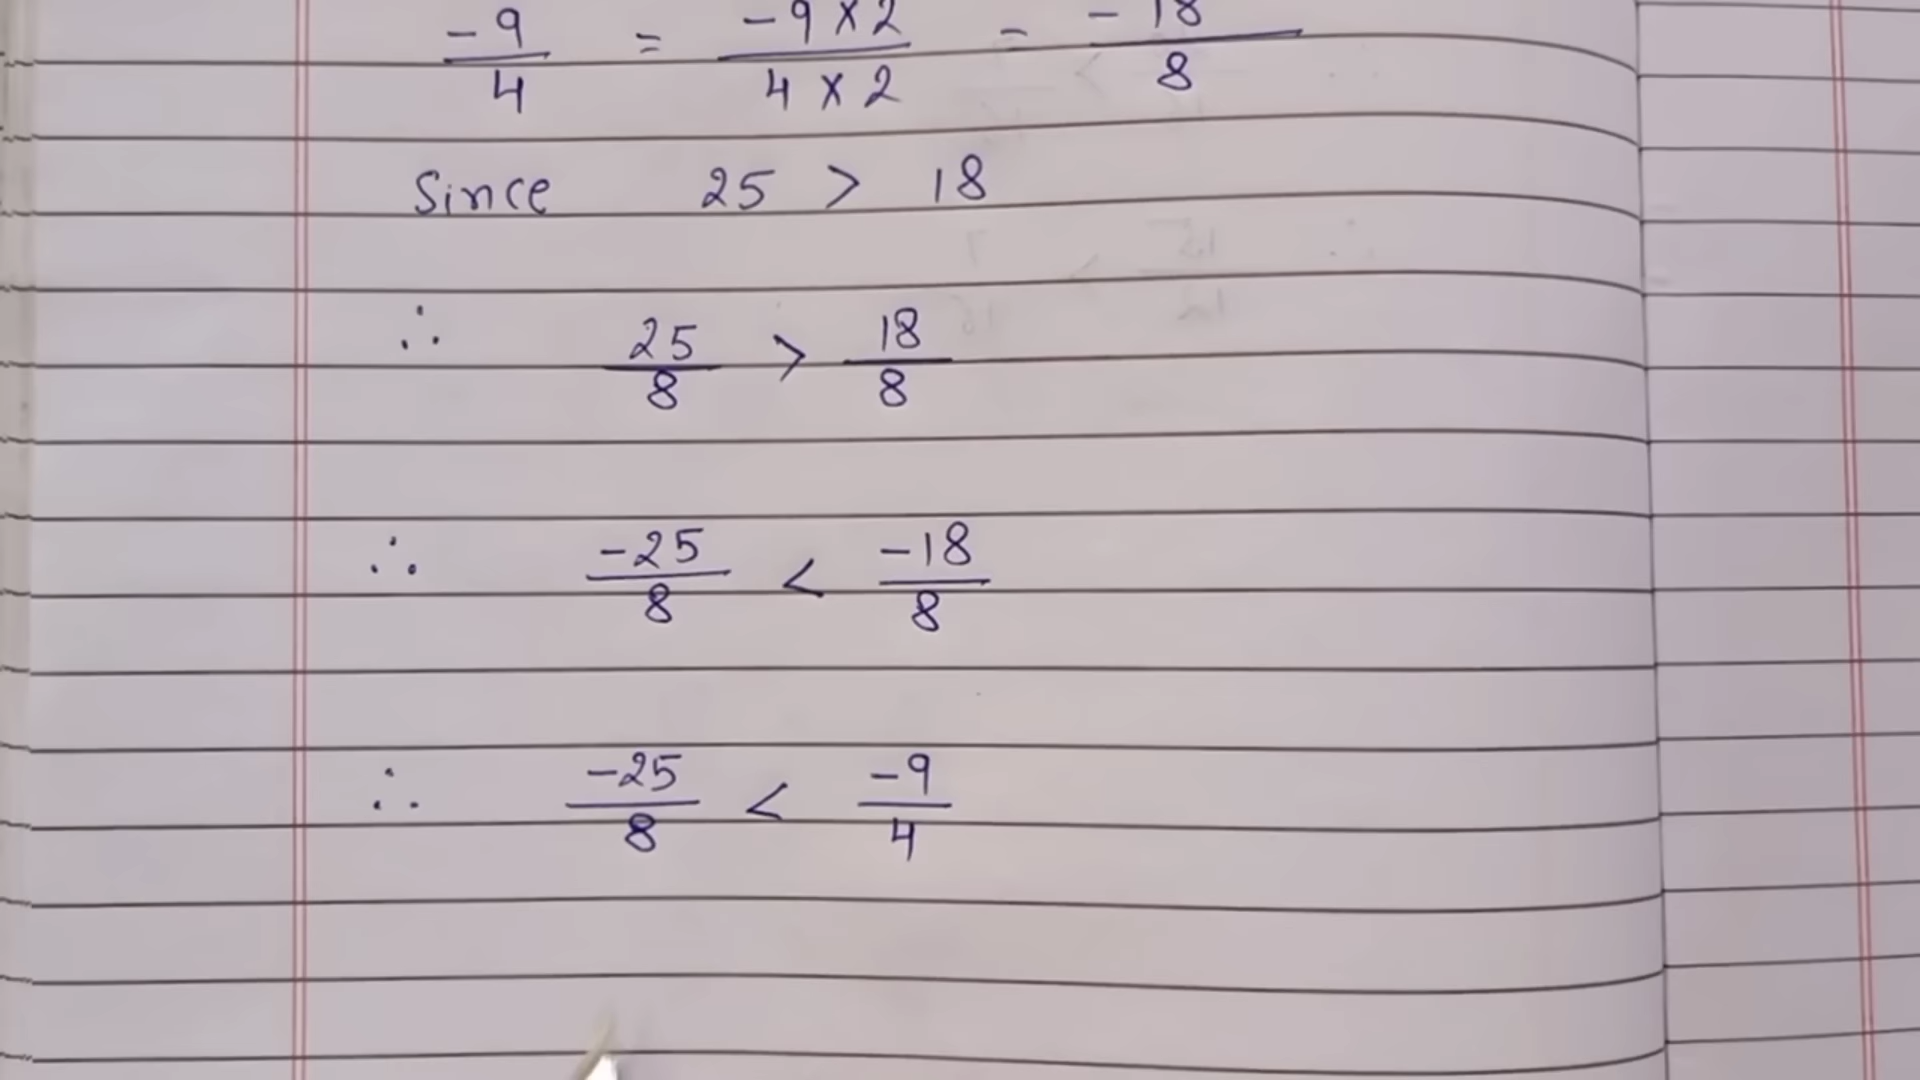 -9/4 = -9 × 2/4 × 2 = -18/8
Since 25 > 18
∴ 25/8 > 18/8
∴ -25/8 < -18/8
∴ -25/8 < -9/4